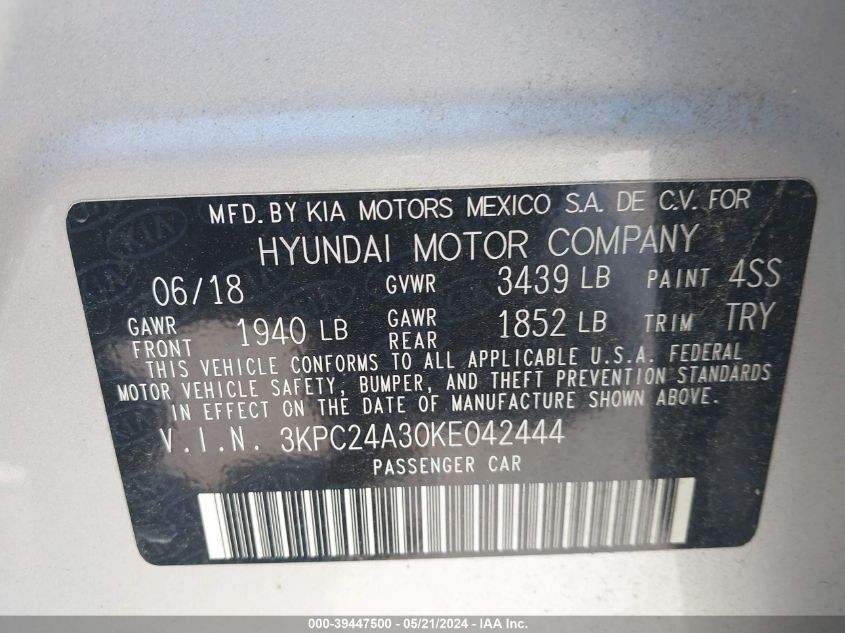 MFD. BY KIA MOTORS MEXICO S.A. DE C.V. FOR
HYUNDAI MOTOR COMPANY
06/18 GVWR 3439 LB PAINT 4SS
GAWR FRONT 1940 LB GAWR REAR 1852 LB TRIM TRY
THIS VEHICLE CONFORMS TO ALL APPLICABLE U.S.A. FEDERAL
MOTOR VEHICLE SAFETY, BUMPER, AND THEFT PREVENTION STANDARDS
IN EFFECT ON THE DATE OF MANUFACTURE SHOWN ABOVE.
V.I.N. 3KPC24A30KE042444
PASSENGER CAR
000-39447500 - 05/21/2024 - IAA Inc.